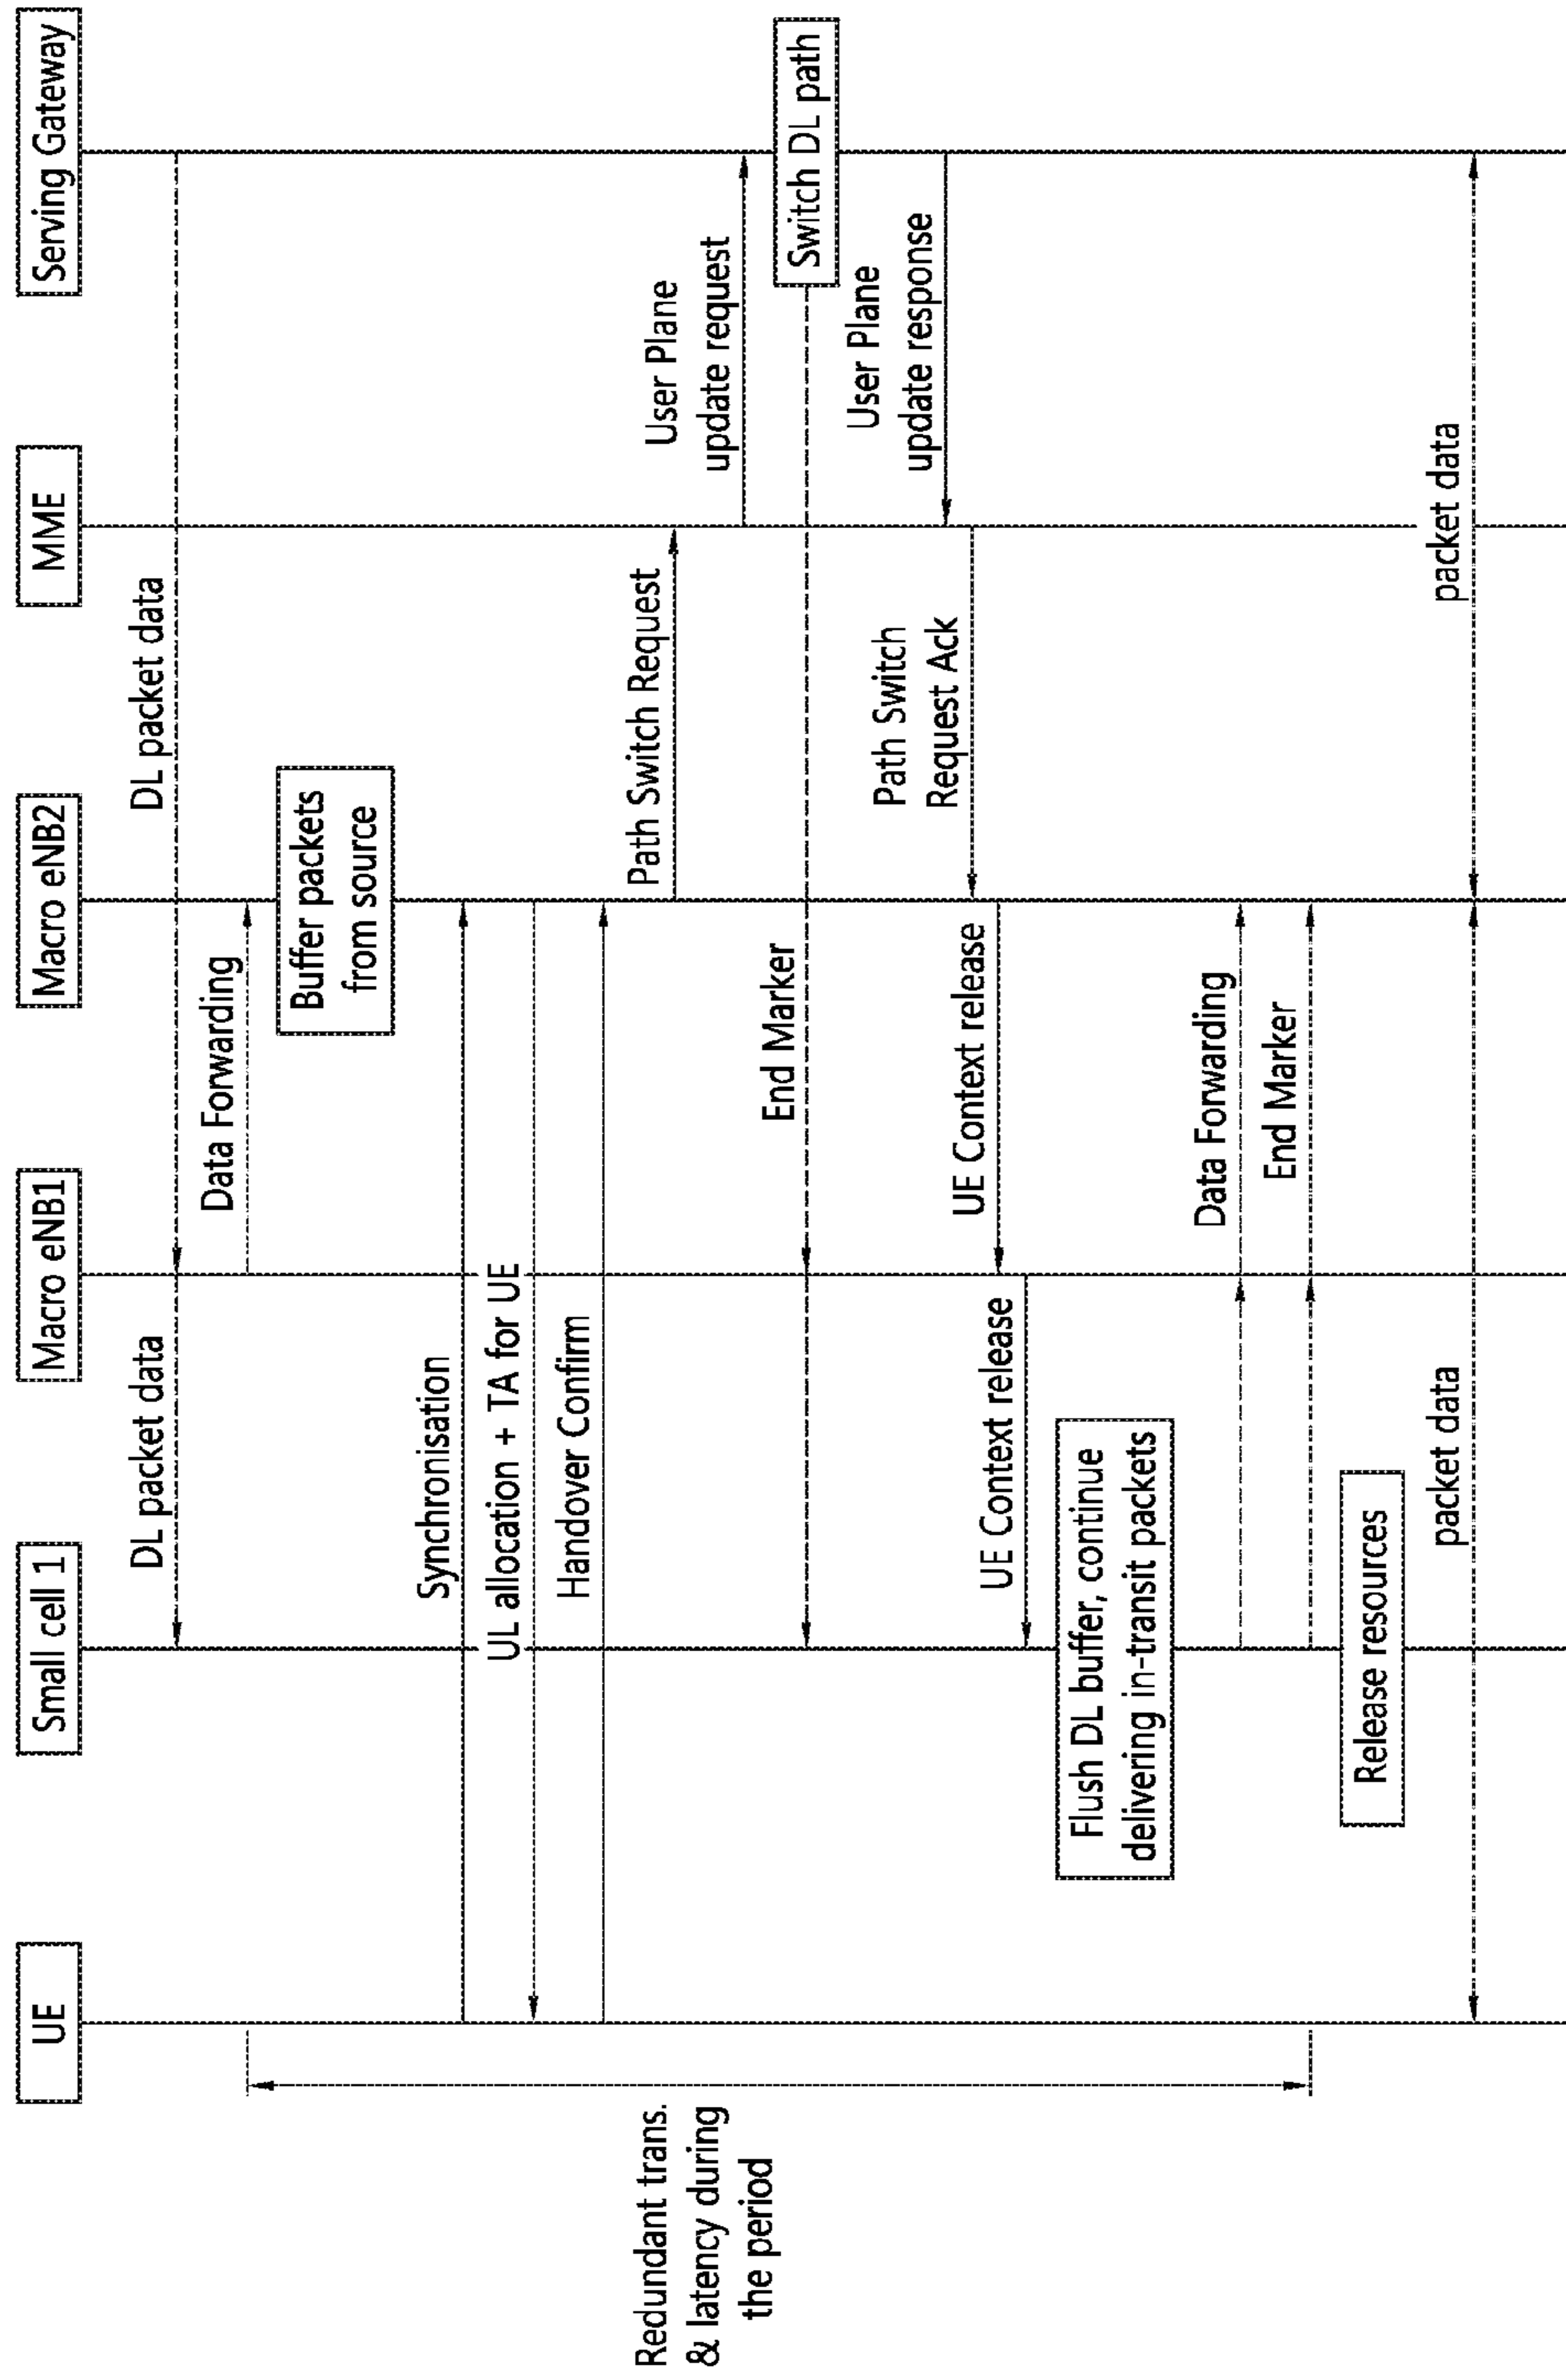 UE
Small cell 1
Macro eNB1
Macro eNB2
MME
Serving Gateway
DL packet data
DL packet data
Data Forwarding
Buffer packets
from source
Synchronisation
UL allocation + TA for UE
Handover Confirm
Path Switch Request
User Plane
update request
Redundant trans.
& latency during
the period
End Marker
Switch DL path
User Plane
update response
Path Switch
Request Ack
UE Context release
UE Context release
Flush DL buffer, continue
delivering in-transit packets
Data Forwarding
End Marker
Release resources
packet data
packet data